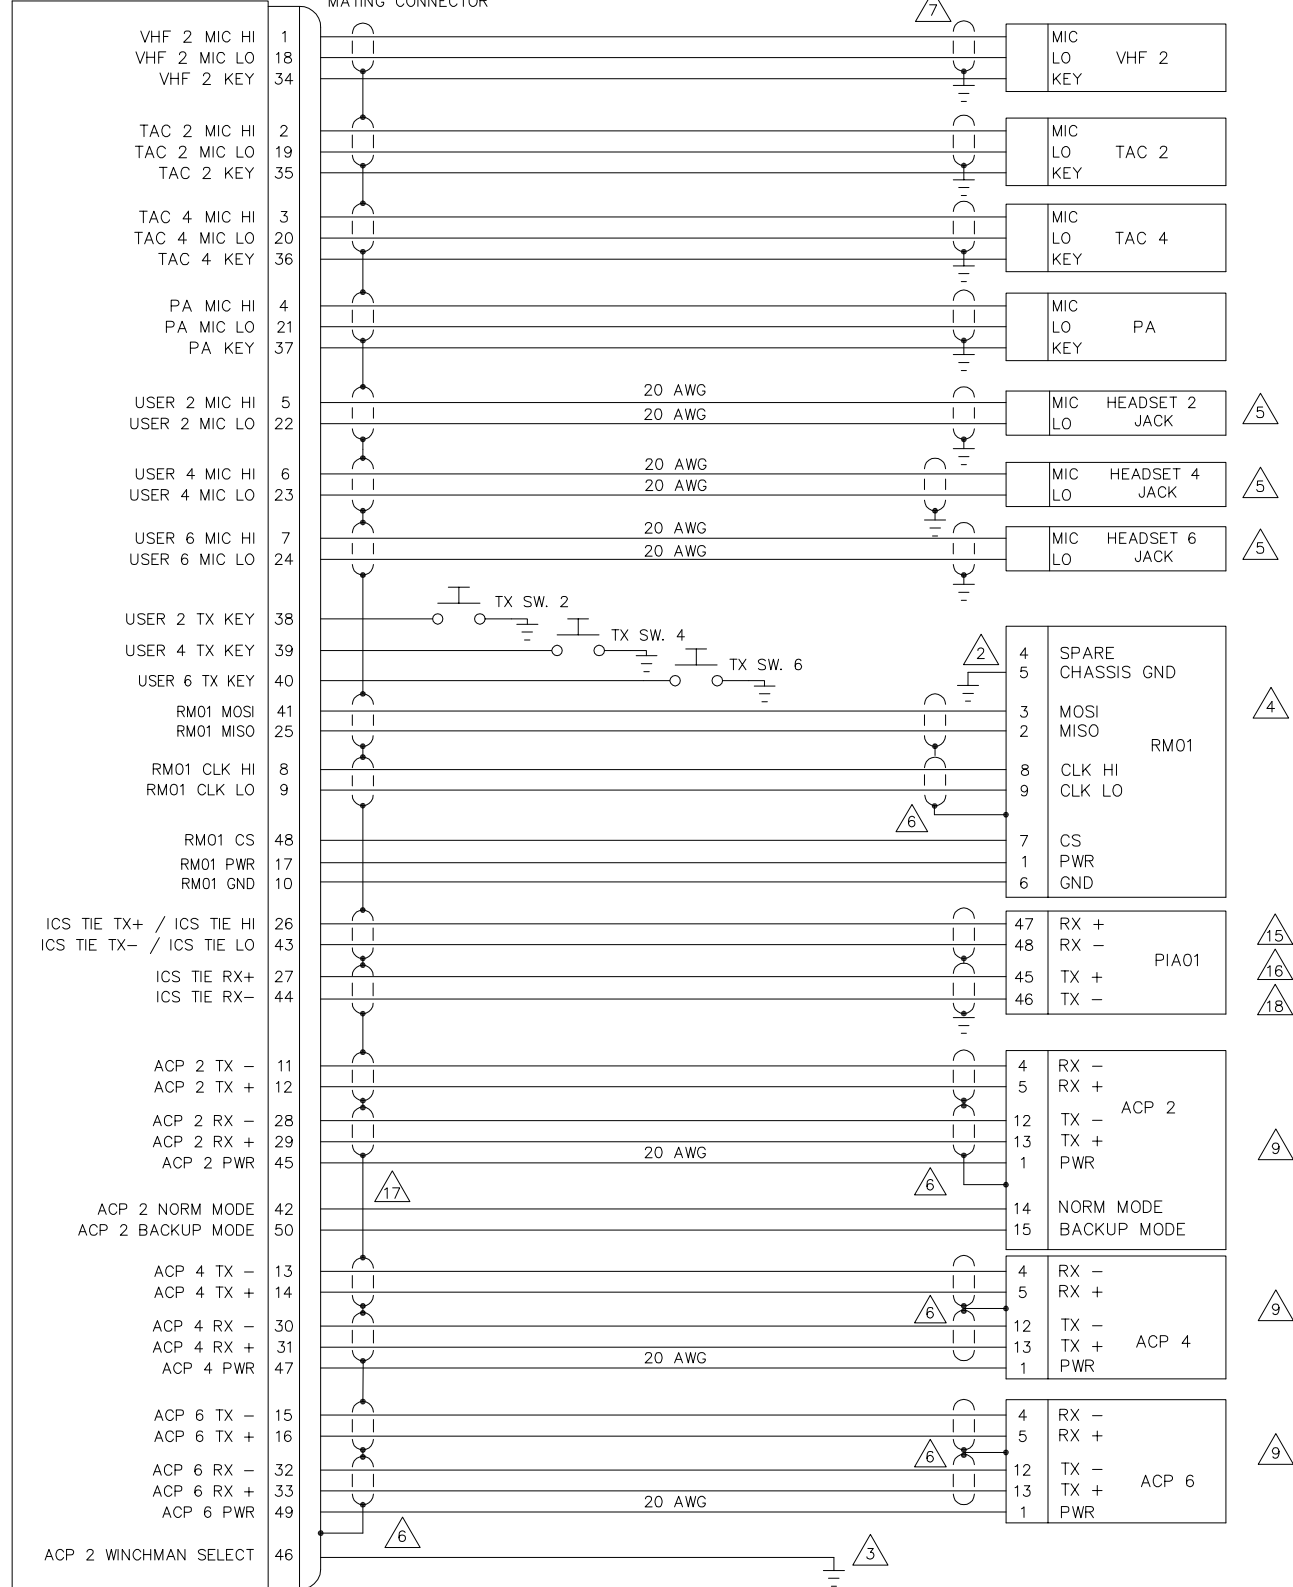 MATING CONNECTOR
7
VHF 2 MIC HI 1 MIC
VHF 2 MIC LO 18 LO VHF 2
VHF 2 KEY 34 KEY
TAC 2 MIC HI 2 MIC
TAC 2 MIC LO 19 LO TAC 2
TAC 2 KEY 35 KEY
TAC 4 MIC HI 3 MIC
TAC 4 MIC LO 20 LO TAC 4
TAC 4 KEY 36 KEY
PA MIC HI 4 MIC
PA MIC LO 21 LO PA
PA KEY 37 KEY
20 AWG
USER 2 MIC HI 5 MIC HEADSET 2
USER 2 MIC LO 22 20 AWG LO JACK 5
20 AWG
USER 4 MIC HI 6 MIC HEADSET 4
USER 4 MIC LO 23 20 AWG LO JACK 5
20 AWG
USER 6 MIC HI 7 MIC HEADSET 6
USER 6 MIC LO 24 20 AWG LO JACK 5
TX SW. 2
USER 2 TX KEY 38
TX SW. 4
USER 4 TX KEY 39 2 4 SPARE
TX SW. 6 5 CHASSIS GND
USER 6 TX KEY 40
RM01 MOSI 41 3 MOSI 4
RM01 MISO 25 2 MISO
RM01
RM01 CLK HI 8 8 CLK HI
RM01 CLK LO 9 9 CLK LO
6
RM01 CS 48 7 CS
RM01 PWR 17 1 PWR
RM01 GND 10 6 GND
ICS TIE TX+ / ICS TIE HI 26 47 RX +
ICS TIE TX− / ICS TIE LO 43 48 RX − 15
PIA01
ICS TIE RX+ 27 45 TX + 16
ICS TIE RX− 44 46 TX − 18
ACP 2 TX − 11 4 RX −
ACP 2 TX + 12 5 RX +
ACP 2
ACP 2 RX − 28 12 TX −
ACP 2 RX + 29 13 TX + 9
ACP 2 PWR 45 20 AWG 1 PWR
17 6
ACP 2 NORM MODE 42 14 NORM MODE
ACP 2 BACKUP MODE 50 15 BACKUP MODE
ACP 4 TX − 13 4 RX −
ACP 4 TX + 14 5 RX +
6 9
ACP 4 RX − 30 12 TX −
ACP 4 RX + 31 13 TX + ACP 4
ACP 4 PWR 47 20 AWG 1 PWR
ACP 6 TX − 15 4 RX −
ACP 6 TX + 16 5 RX +
6 9
ACP 6 RX − 32 12 TX −
ACP 6 RX + 33 13 TX + ACP 6
ACP 6 PWR 49 20 AWG 1 PWR
6
ACP 2 WINCHMAN SELECT 46 3